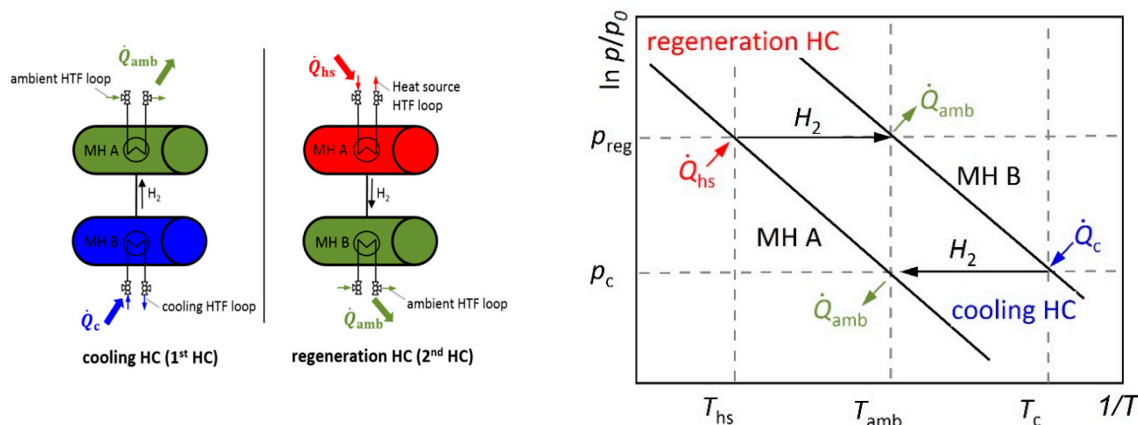 Q̇amb
ambient HTF loop
MH A
H₂
MH B
Q̇c
cooling HTF loop
cooling HC (1st HC)
Q̇hs
Heat source
HTF loop
MH A
H₂
MH B
ambient HTF loop
Q̇amb
regeneration HC (2nd HC)
ln p/p0
regeneration HC
Q̇amb
H2
preg
Q̇hs
MH B
MH A
Q̇c
H2
pc
Q̇amb
cooling HC
Ths
Tamb
Tc
1/T